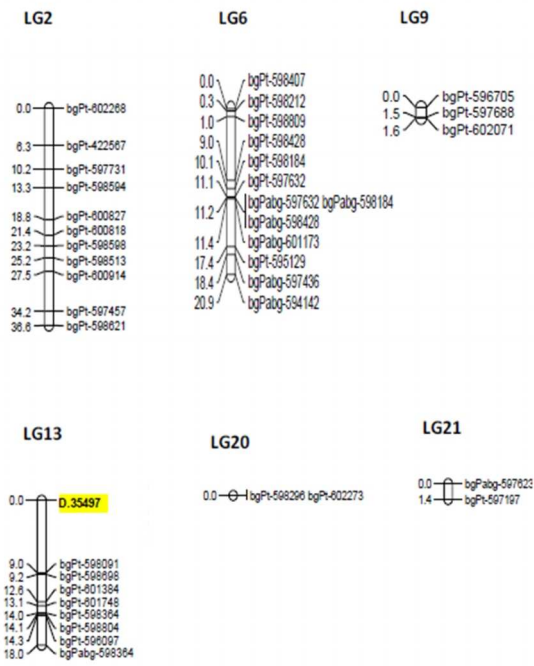 LG2
0.0 bgPt-602268
6.3 bgPt-422567
10.2 bgPt-597731
13.3 bgPt-598594
18.8 bgPt-600827
21.4 bgPt-600818
23.2 bgPt-598598
25.2 bgPt-598513
27.5 bgPt-600914
34.2 bgPt-597457
36.6 bgPt-598621
LG6
0.0 bgPt-598407
0.3 bgPt-598212
1.0 bgPt-598809
9.0 bgPt-598428
10.1 bgPt-598184
11.1 bgPt-597632
11.2 bgPabg-597632 bgPabg-598184
bgPabg-598428
11.4 bgPabg-601173
17.4 bgPt-595129
18.4 bgPabg-597436
20.9 bgPabg-594142
LG9
0.0 bgPt-596705
1.5 bgPt-597688
1.6 bgPt-602071
LG13
0.0 D.35497
9.0 bgPt-598091
9.2 bgPt-598698
12.6 bgPt-601384
13.1 bgPt-601748
14.0 bgPt-598364
14.1 bgPt-598804
14.3 bgPt-596097
18.0 bgPabg-598364
LG20
0.0 bgPt-598296 bgPt-602273
LG21
0.0 bgPabg-597623
1.4 bgPt-597197